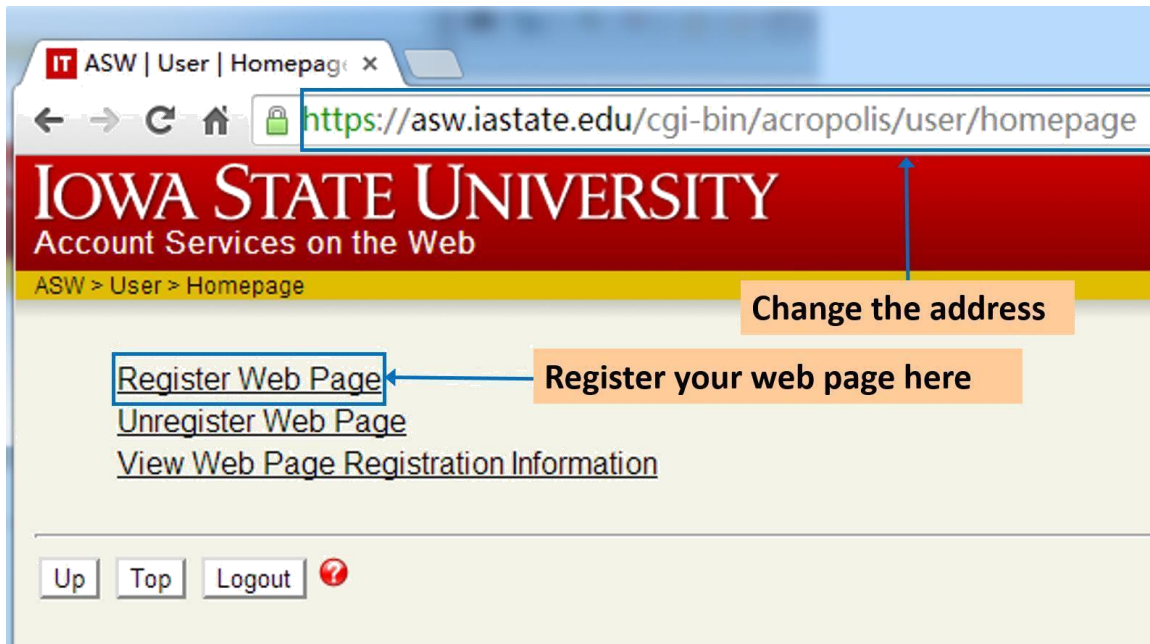 IT ASW | User | Homepage
https://asw.iastate.edu/cgi-bin/acropolis/user/homepage
IOWA STATE UNIVERSITY
Account Services on the Web
ASW > User > Homepage
Change the address
Register Web Page
Register your web page here
Unregister Web Page
View Web Page Registration Information
Up Top Logout ?